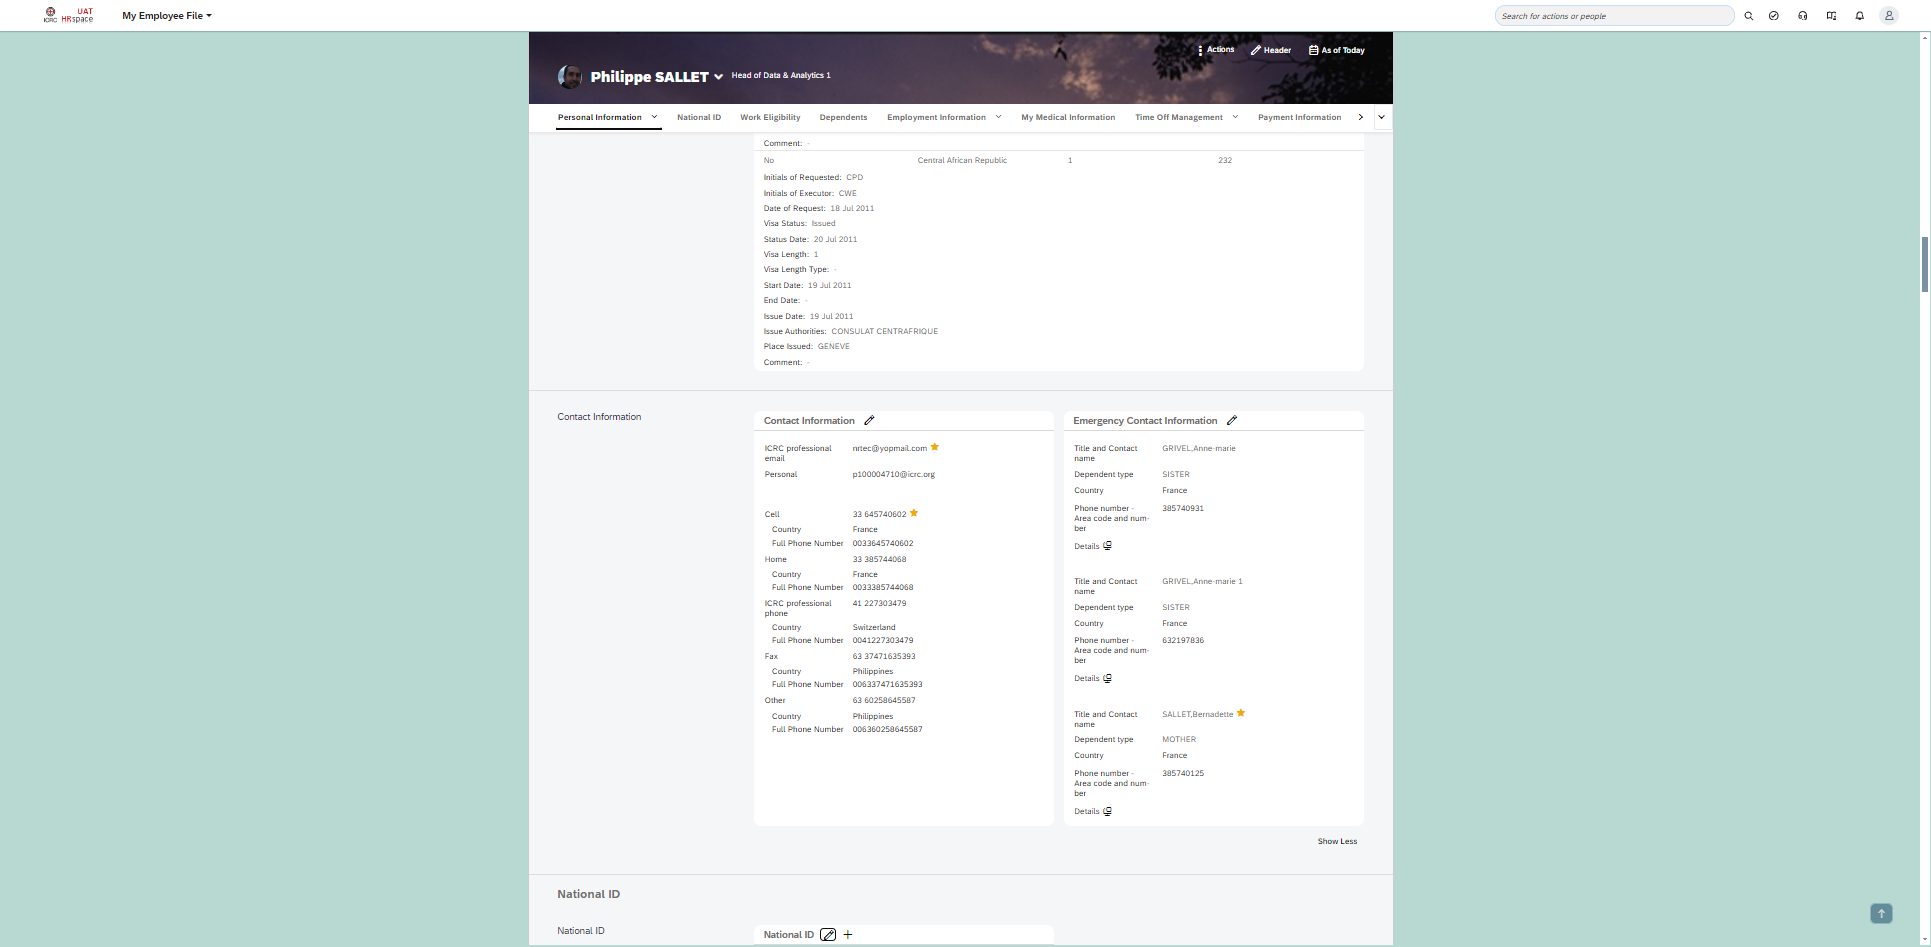 UAT
ICRC HRspace
My Employee File
Search for actions or people
Actions
Header
As of Today
Philippe SALLET
Head of Data & Analytics 1
Personal Information
National ID
Work Eligibility
Dependents
Employment Information
My Medical Information
Time Off Management
Payment Information
Comment: -
No Central African Republic 1 232
Initials of Requested: CPD
Initials of Executor: CWE
Date of Request: 18 Jul 2011
Visa Status: Issued
Status Date: 20 Jul 2011
Visa Length: 1
Visa Length Type: -
Start Date: 19 Jul 2011
End Date: -
Issue Date: 19 Jul 2011
Issue Authorities: CONSULAT CENTRAFRIQUE
Place Issued: GENEVE
Comment: -
Contact Information
Contact Information
ICRC professional nrtec@yopmail.com
email
Personal p100004710@icrc.org
Cell 33 645740602
Country France
Full Phone Number 0033645740602
Home 33 385744068
Country France
Full Phone Number 0033385744068
ICRC professional 41 227303479
phone
Country Switzerland
Full Phone Number 0041227303479
Fax 63 37471635393
Country Philippines
Full Phone Number 006337471635393
Other 63 60258645587
Country Philippines
Full Phone Number 006360258645587
Emergency Contact Information
Title and Contact GRIVEL,Anne-marie
name
Dependent type SISTER
Country France
Phone number - 385740931
Area code and num-
ber
Details
Title and Contact GRIVEL,Anne-marie 1
name
Dependent type SISTER
Country France
Phone number - 632197836
Area code and num-
ber
Details
Title and Contact SALLET,Bernadette
name
Dependent type MOTHER
Country France
Phone number - 385740125
Area code and num-
ber
Details
Show Less
National ID
National ID
National ID